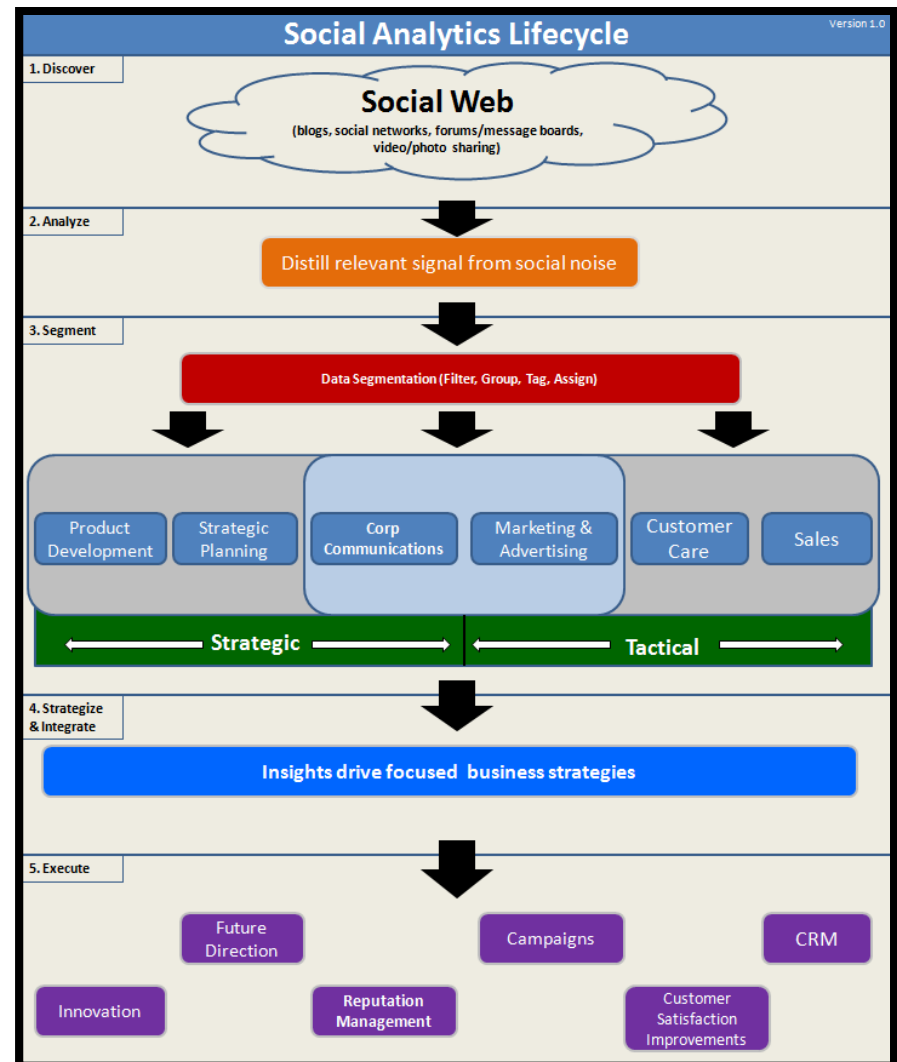 Social Analytics Lifecycle
Version 1.0
1. Discover
Social Web
(blogs, social networks, forums/message boards,
video/photo sharing)
2. Analyze
Distill relevant signal from social noise
3. Segment
Data Segmentation (Filter, Group, Tag, Assign)
Product
Development
Strategic
Planning
Corp
Communications
Marketing &
Advertising
Customer
Care
Sales
Strategic
Tactical
4. Strategize
& Integrate
Insights drive focused business strategies
5. Execute
Future
Direction
Campaigns
CRM
Innovation
Reputation
Management
Customer
Satisfaction
Improvements